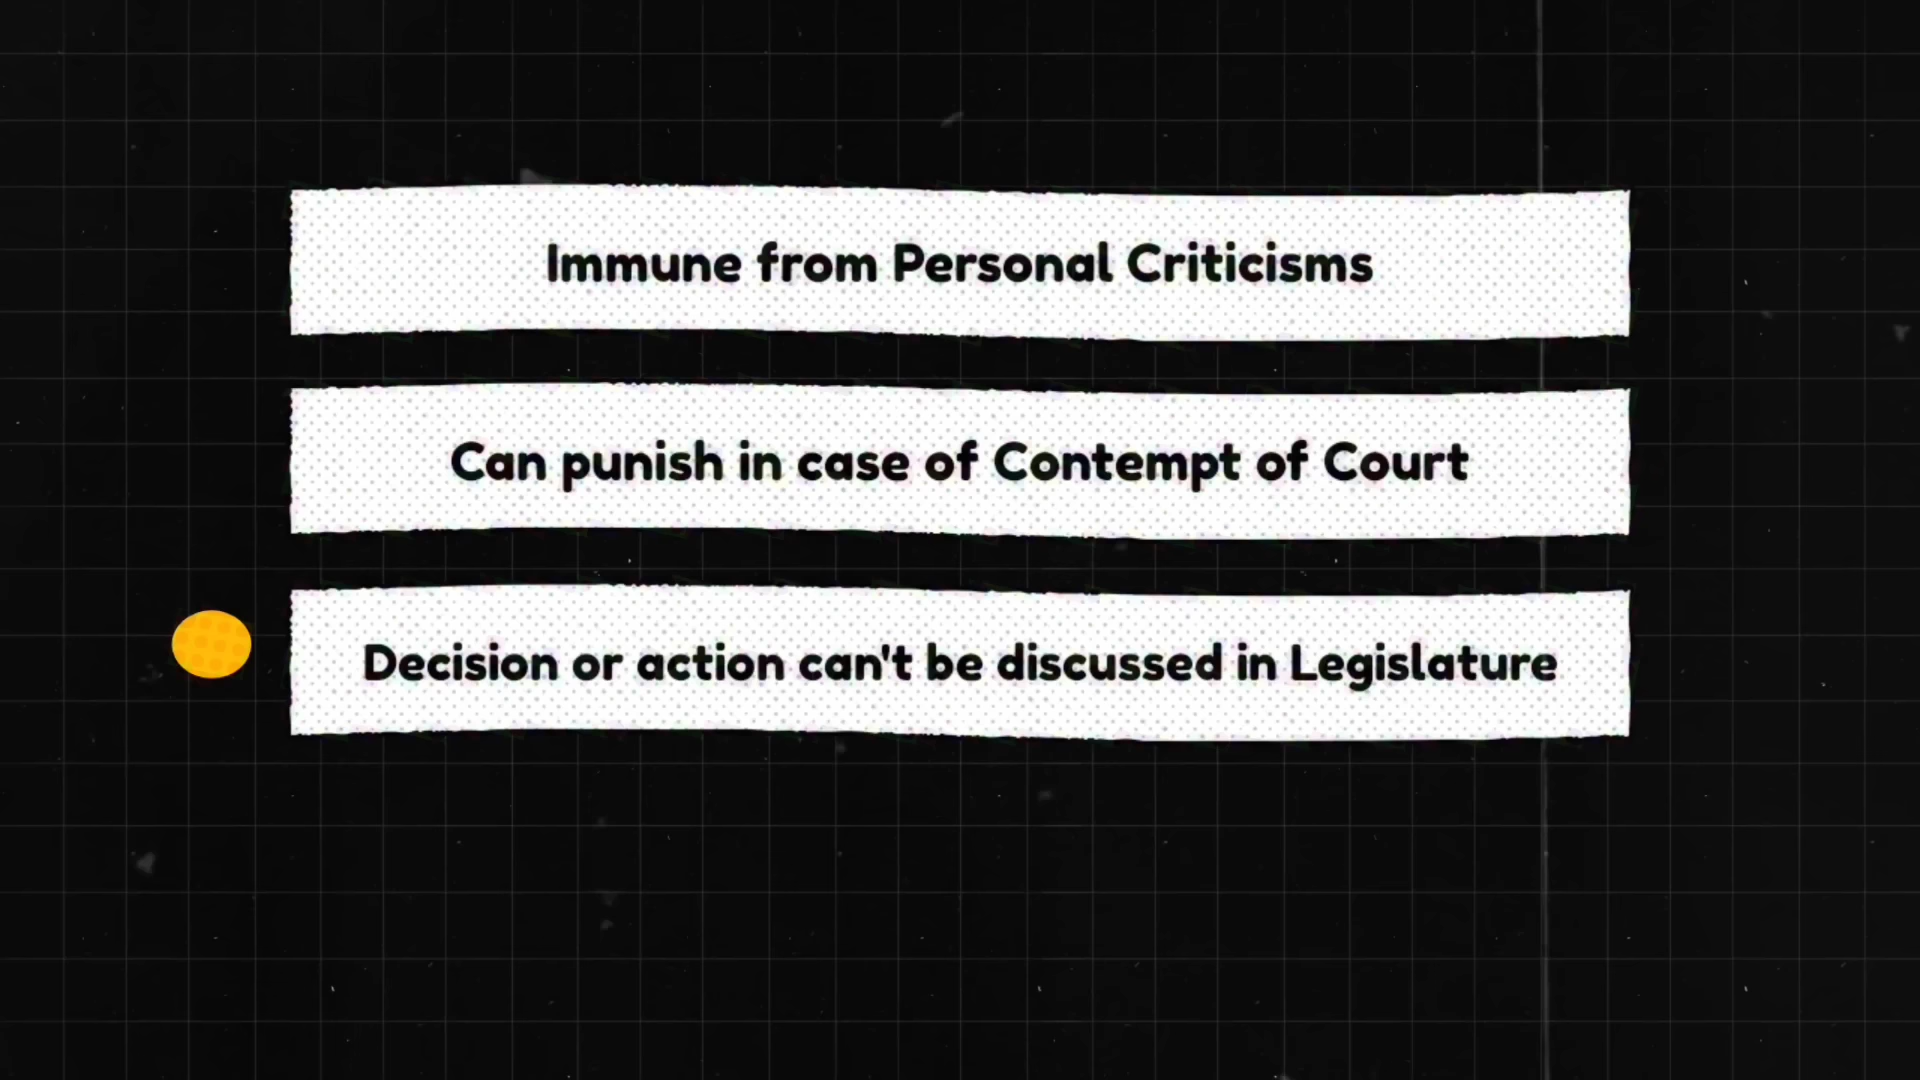 Immune from Personal Criticisms
Can punish in case of Contempt of Court
Decision or action can't be discussed in Legislature